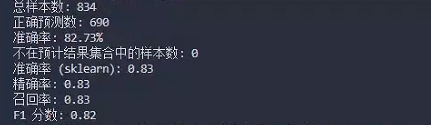 总样本数: 834
正确预测数: 690
准确率: 82.73%
不在预计结果集合中的样本数: 0
准确率 (sklearn): 0.83
精确率: 0.83
召回率: 0.83
F1 分数: 0.82